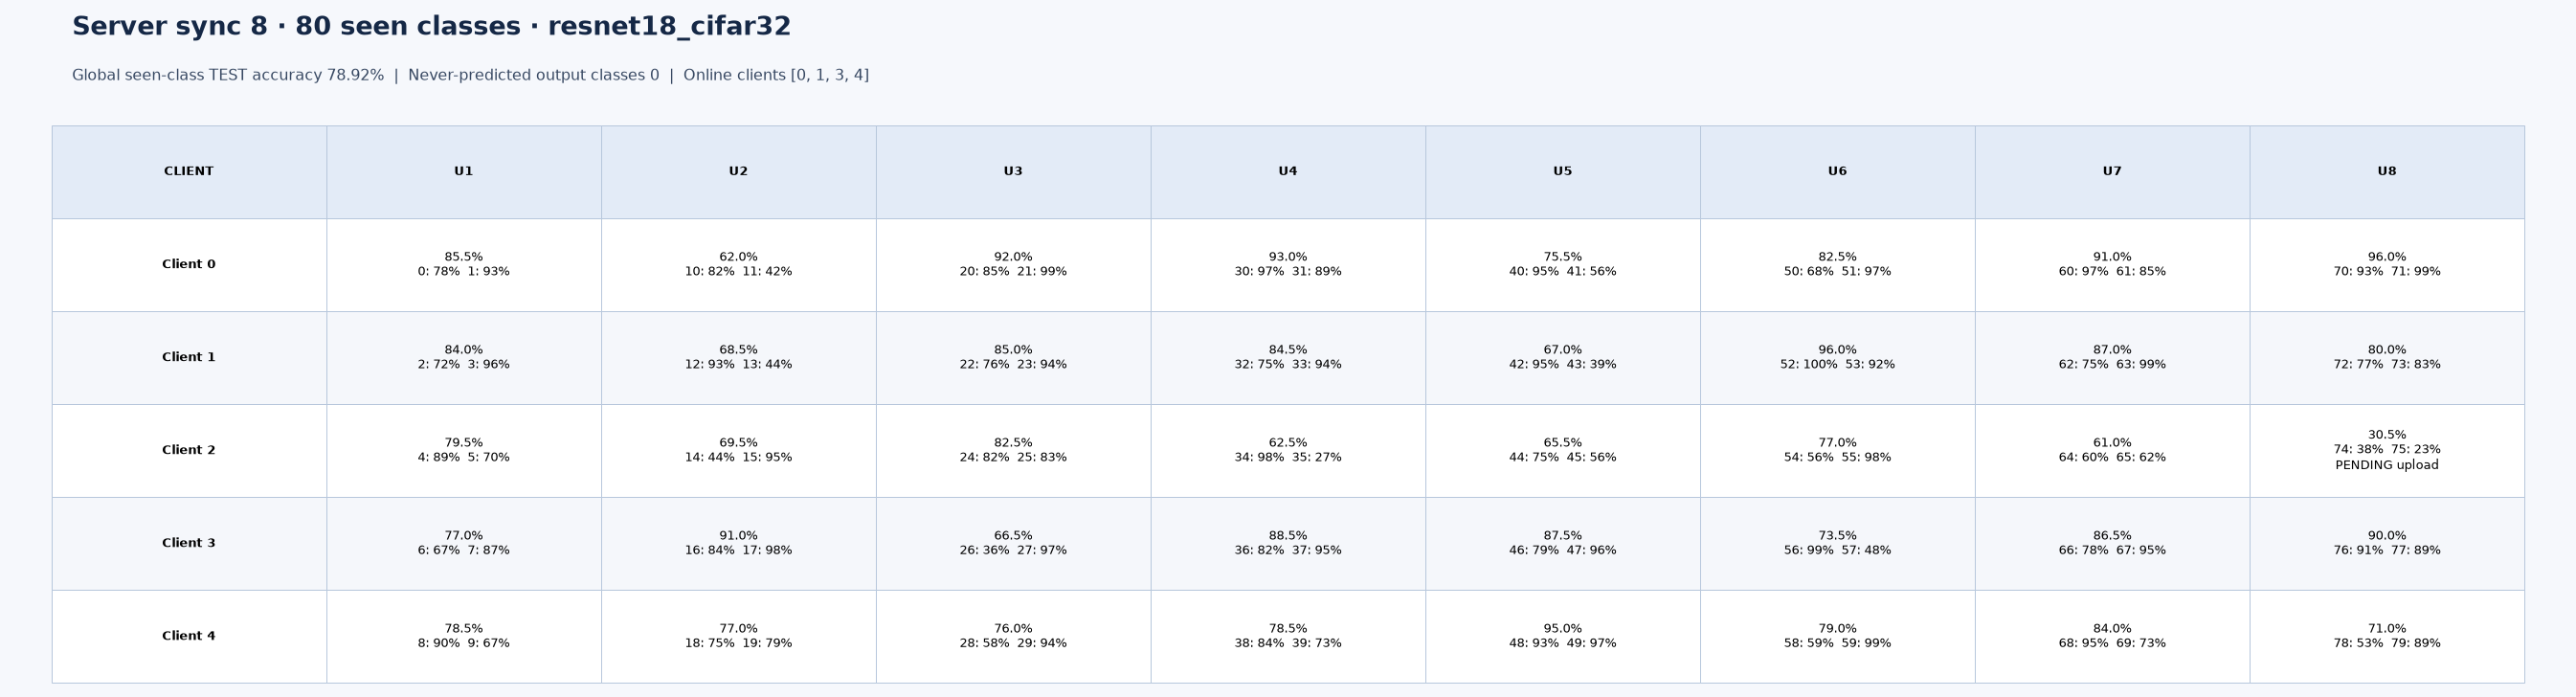 Server sync 8 · 80 seen classes · resnet18_cifar32
Global seen-class TEST accuracy 78.92%  |  Never-predicted output classes 0  |  Online clients [0, 1, 3, 4]
CLIENT U1 U2 U3 U4 U5 U6 U7 U8
85.5% 62.0% 92.0% 93.0% 75.5% 82.5% 91.0% 96.0%
Client 0
0: 78%  1: 93% 10: 82%  11: 42% 20: 85%  21: 99% 30: 97%  31: 89% 40: 95%  41: 56% 50: 68%  51: 97% 60: 97%  61: 85% 70: 93%  71: 99%
84.0% 68.5% 85.0% 84.5% 67.0% 96.0% 87.0% 80.0%
Client 1
2: 72%  3: 96% 12: 93%  13: 44% 22: 76%  23: 94% 32: 75%  33: 94% 42: 95%  43: 39% 52: 100%  53: 92% 62: 75%  63: 99% 72: 77%  73: 83%
79.5% 69.5% 82.5% 62.5% 65.5% 77.0% 61.0% 30.5%
Client 2
4: 89%  5: 70% 14: 44%  15: 95% 24: 82%  25: 83% 34: 98%  35: 27% 44: 75%  45: 56% 54: 56%  55: 98% 64: 60%  65: 62% 74: 38%  75: 23%
PENDING upload
77.0% 91.0% 66.5% 88.5% 87.5% 73.5% 86.5% 90.0%
Client 3
6: 67%  7: 87% 16: 84%  17: 98% 26: 36%  27: 97% 36: 82%  37: 95% 46: 79%  47: 96% 56: 99%  57: 48% 66: 78%  67: 95% 76: 91%  77: 89%
78.5% 77.0% 76.0% 78.5% 95.0% 79.0% 84.0% 71.0%
Client 4
8: 90%  9: 67% 18: 75%  19: 79% 28: 58%  29: 94% 38: 84%  39: 73% 48: 93%  49: 97% 58: 59%  59: 99% 68: 95%  69: 73% 78: 53%  79: 89%